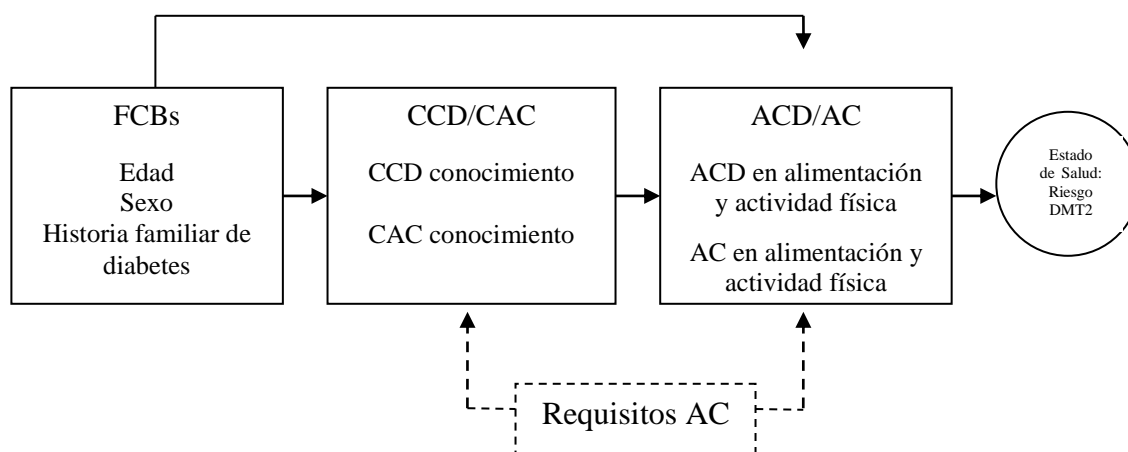 FCBs
Edad
Sexo
Historia familiar de
diabetes
CCD/CAC
CCD conocimiento
CAC conocimiento
ACD/AC
ACD en alimentación
y actividad física
AC en alimentación y
actividad física
Estado
de Salud:
Riesgo
DMT2
Requisitos AC